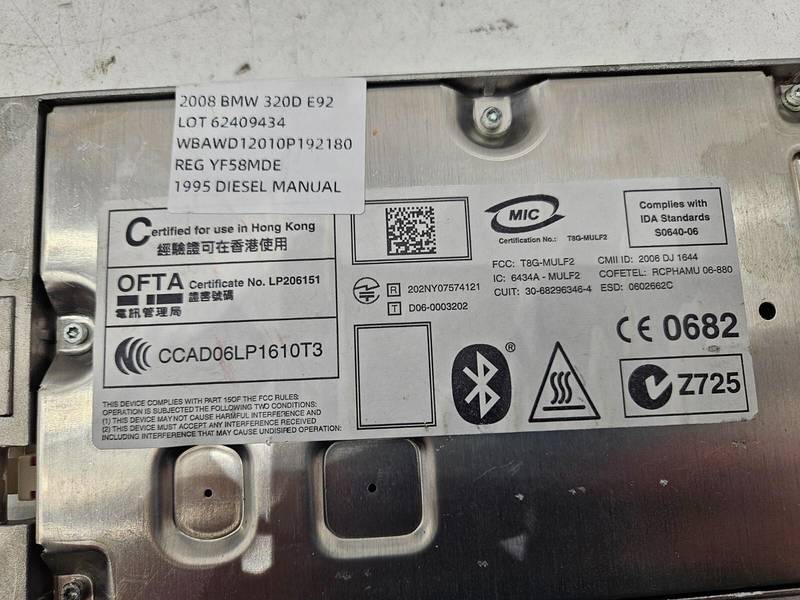 2008 BMW 320D E92
LOT 62409434
WBAWD12010P192180
REG YF58MDE
1995 DIESEL MANUAL
Certified for use in Hong Kong
經驗證可在香港使用
OFTA Certificate No. LP206151
電訊管理局 證書號碼
CCC CCAD06LP1610T3
THIS DEVICE COMPLIES WITH PART 15OF THE FCC RULES:
OPERATION IS SUBJECTED THE FOLLOWING TWO CONDITIONS:
(1) THIS DEVICE MAY NOT CAUSE HARMFUL INTERFERENCE AND
(2) THIS DEVICE MUST ACCEPT ANY INTERFERENCE
INCLUDING INTERFERENCE THAT MAY CAUSE UNDISIRED OPERATION:
R 202NY07574121
T D06-0003202
MIC
Certification No.: T8G-MULF2
Complies with
IDA Standards
S0640-06
FCC: T8G-MULF2 CMII ID: 2006 DJ 1644
IC: 6434A - MULF2 COFETEL: RCPHAMU 06-880
CUIT: 30-68296346-4 ESD: 0602662C
CE 0682
®
Z725